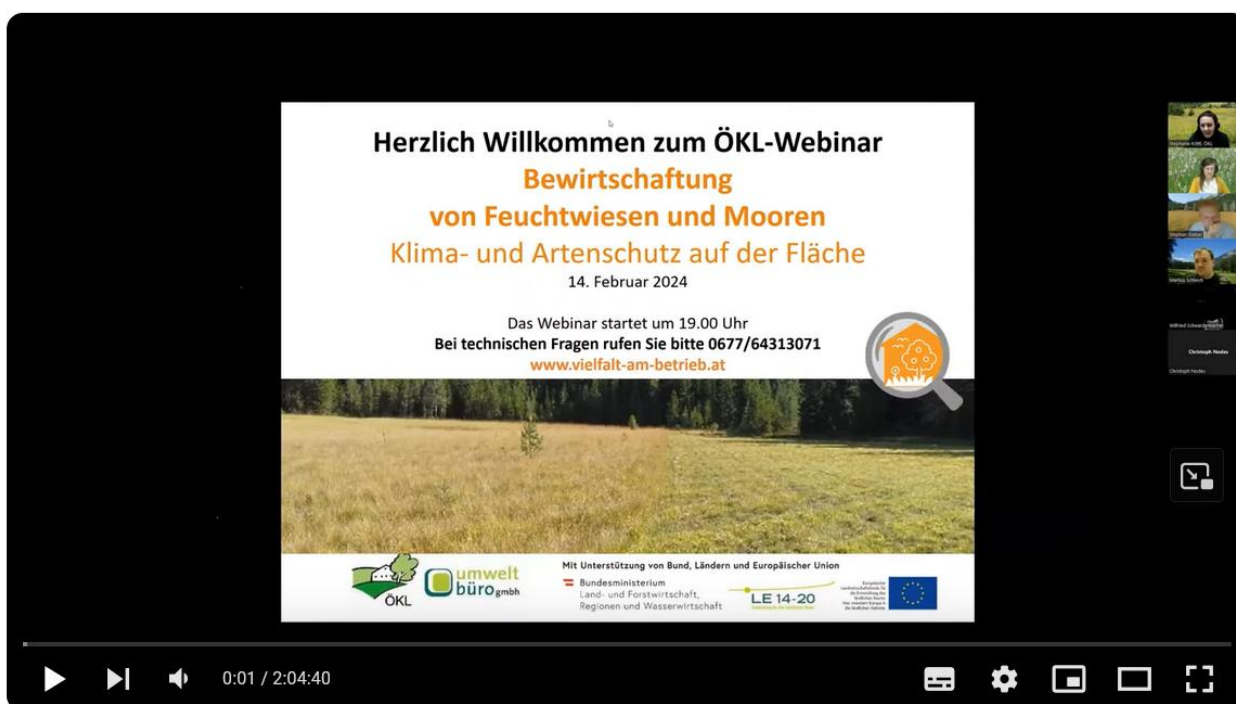 Herzlich Willkommen zum ÖKL-Webinar
Bewirtschaftung
von Feuchtwiesen und Mooren
Klima- und Artenschutz auf der Fläche
14. Februar 2024
Das Webinar startet um 19.00 Uhr
Bei technischen Fragen rufen Sie bitte 0677/64313071
www.vielfalt-am-betrieb.at
ÖKL
umwelt
büro gmbh
Mit Unterstützung von Bund, Ländern und Europäischer Union
Bundesministerium
Land- und Forstwirtschaft,
Regionen und Wasserwirtschaft
LE 14-20
Christoph Nodes
Christoph Nodes
0:01 / 2:04:40